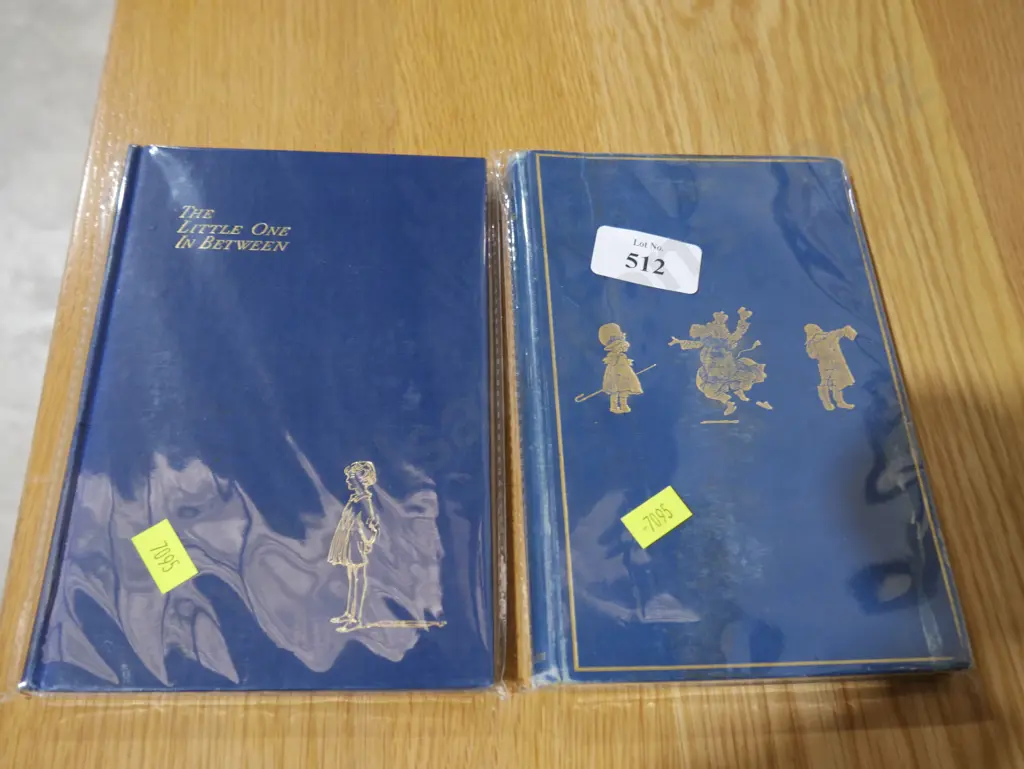 The
Little One
In Between
Lot No.
512
7095
-7095